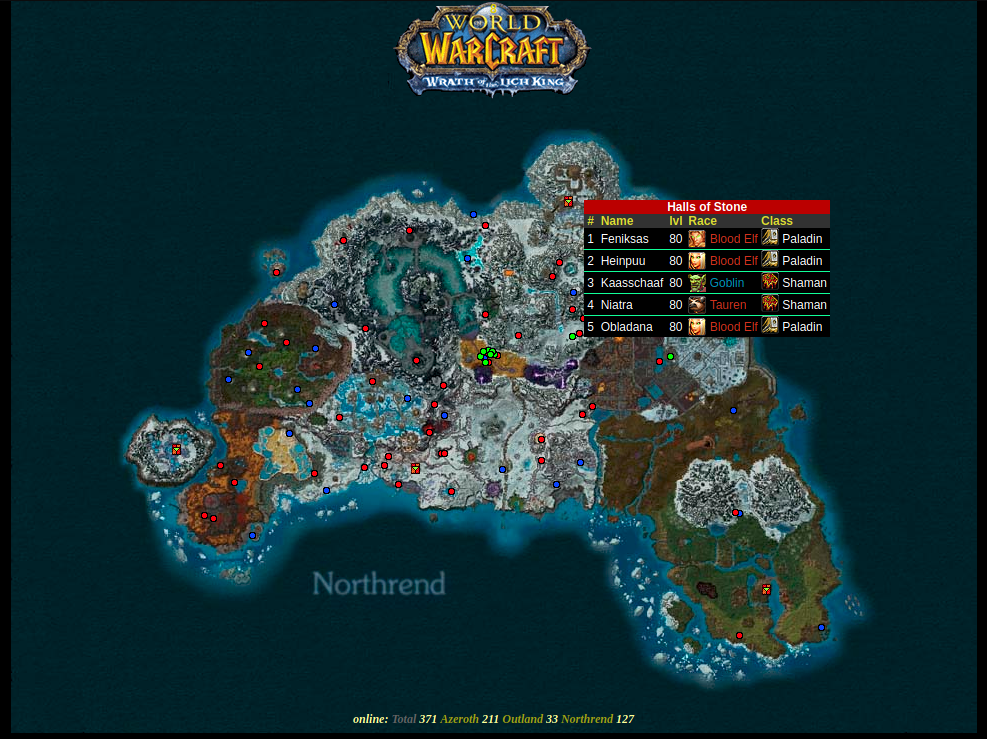 WORLD
OF
WARCRAFT
WRATH of the LICH KING
Halls of Stone
# Name lvl Race Class
1 Feniksas 80 Blood Elf Paladin
2 Heinpuu 80 Blood Elf Paladin
3 Kaasschaaf 80 Goblin Shaman
4 Niatra 80 Tauren Shaman
5 Obladana 80 Blood Elf Paladin
Northrend
online: Total 371 Azeroth 211 Outland 33 Northrend 127